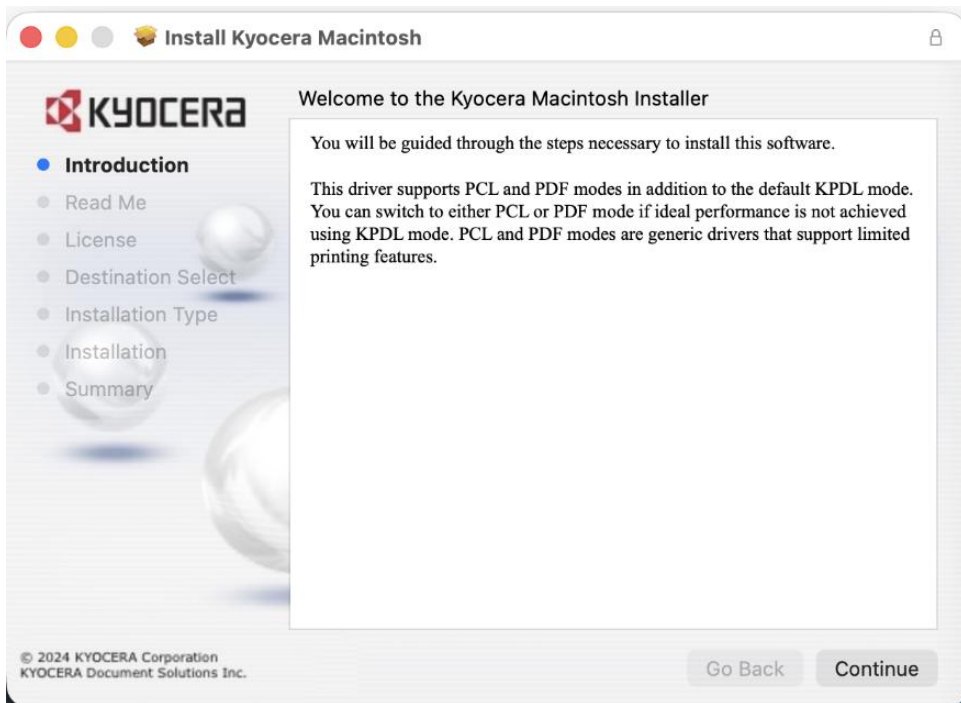 Install Kyocera Macintosh
KYOCERA
Introduction
Read Me
License
Destination Select
Installation Type
Installation
Summary
Welcome to the Kyocera Macintosh Installer
You will be guided through the steps necessary to install this software.
This driver supports PCL and PDF modes in addition to the default KPDL mode.
You can switch to either PCL or PDF mode if ideal performance is not achieved
using KPDL mode. PCL and PDF modes are generic drivers that support limited
printing features.
© 2024 KYOCERA Corporation
KYOCERA Document Solutions Inc.
Go Back
Continue